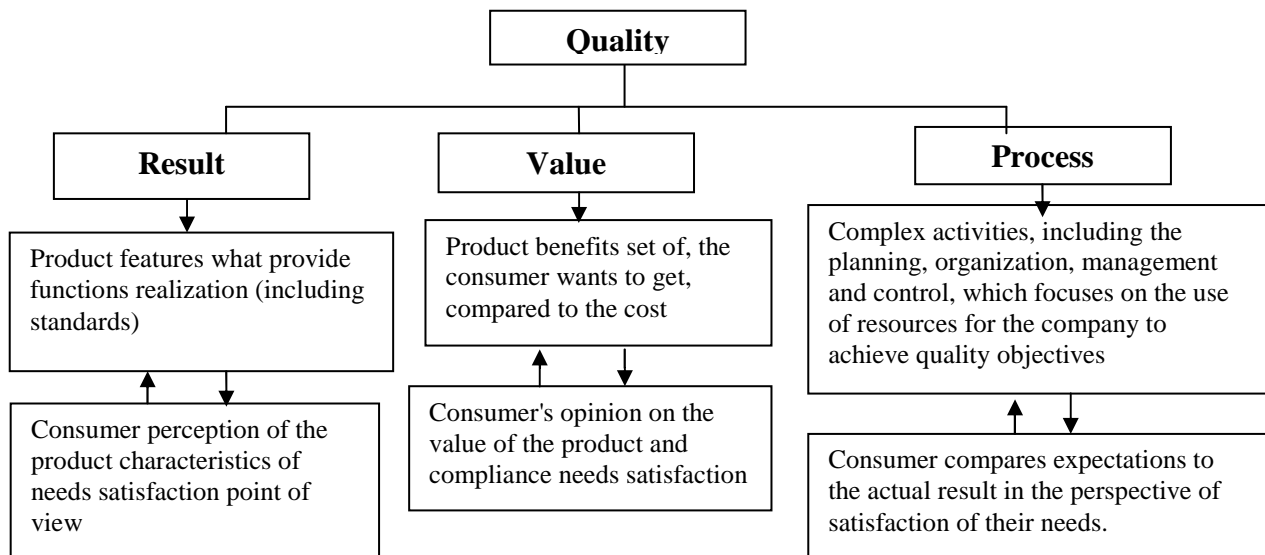 Quality
Result
Value
Process
Product features what provide
functions realization (including
standards)
Product benefits set of, the
consumer wants to get,
compared to the cost
Complex activities, including the
planning, organization, management
and control, which focuses on the use
of resources for the company to
achieve quality objectives
Consumer perception of the
product characteristics of
needs satisfaction point of
view
Consumer's opinion on the
value of the product and
compliance needs satisfaction
Consumer compares expectations to
the actual result in the perspective of
satisfaction of their needs.